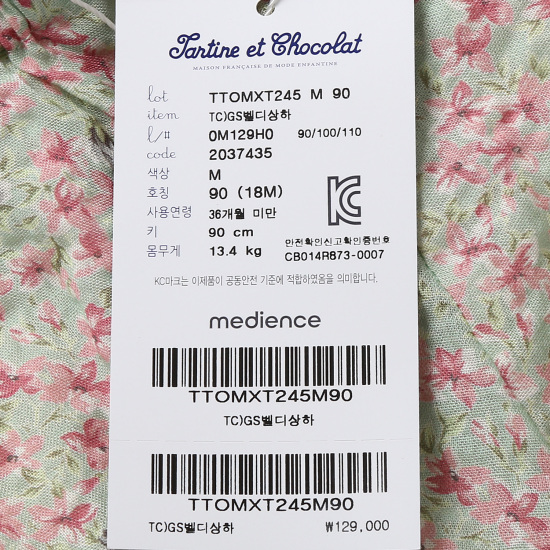 Tartine et Chocolat
MAISON FRANÇAISE DE MODE ENFANTINE
lot TTOMXT245 M 90
item TC)GS벨디상하
l/# 0M129H0 90/100/110
code 2037435
색상 M
호칭 90 (18M)
사용연령 36개월 미만
키 90 cm
몸무게 13.4 kg
안전확인신고확인증번호
CB014R873-0007
KC마크는 이제품이 공동안전 기준에 적합하였음을 의미합니다.
medience
TTOMXT245M90
TC)GS벨디상하
TTOMXT245M90
TC)GS벨디상하 ₩129,000